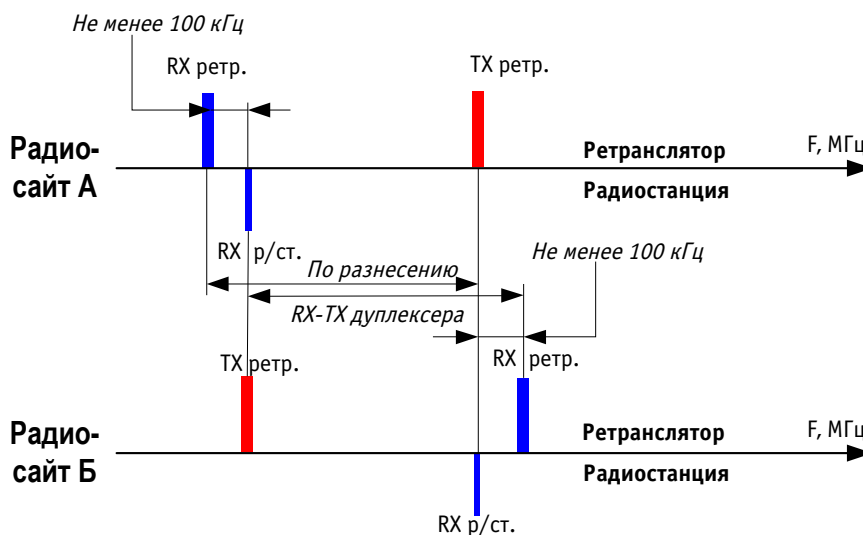 Не менее 100 кГц
RX ретр.
TX ретр.
Радио-
сайт А
Ретранслятор
F, МГц
Радиостанция
RX р/ст.
По разнесению
Не менее 100 кГц
RX-TX дуплексера
TX ретр.
RX ретр.
Радио-
сайт Б
Ретранслятор
F, МГц
Радиостанция
RX р/ст.